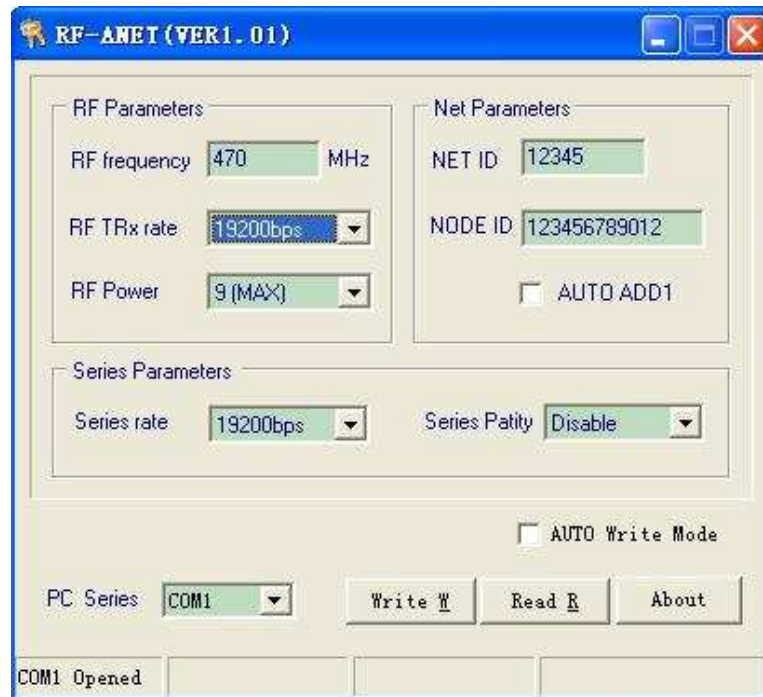 RF-ANET(VER1.01)
RF Parameters
RF frequency 470 MHz
RF TRx rate 19200bps
RF Power 9 (MAX)
Net Parameters
NET ID 12345
NODE ID 123456789012
AUTO ADD1
Series Parameters
Series rate 19200bps Series Patity Disable
AUTO Write Mode
PC Series COM1 Write W Read R About
COM1 Opened